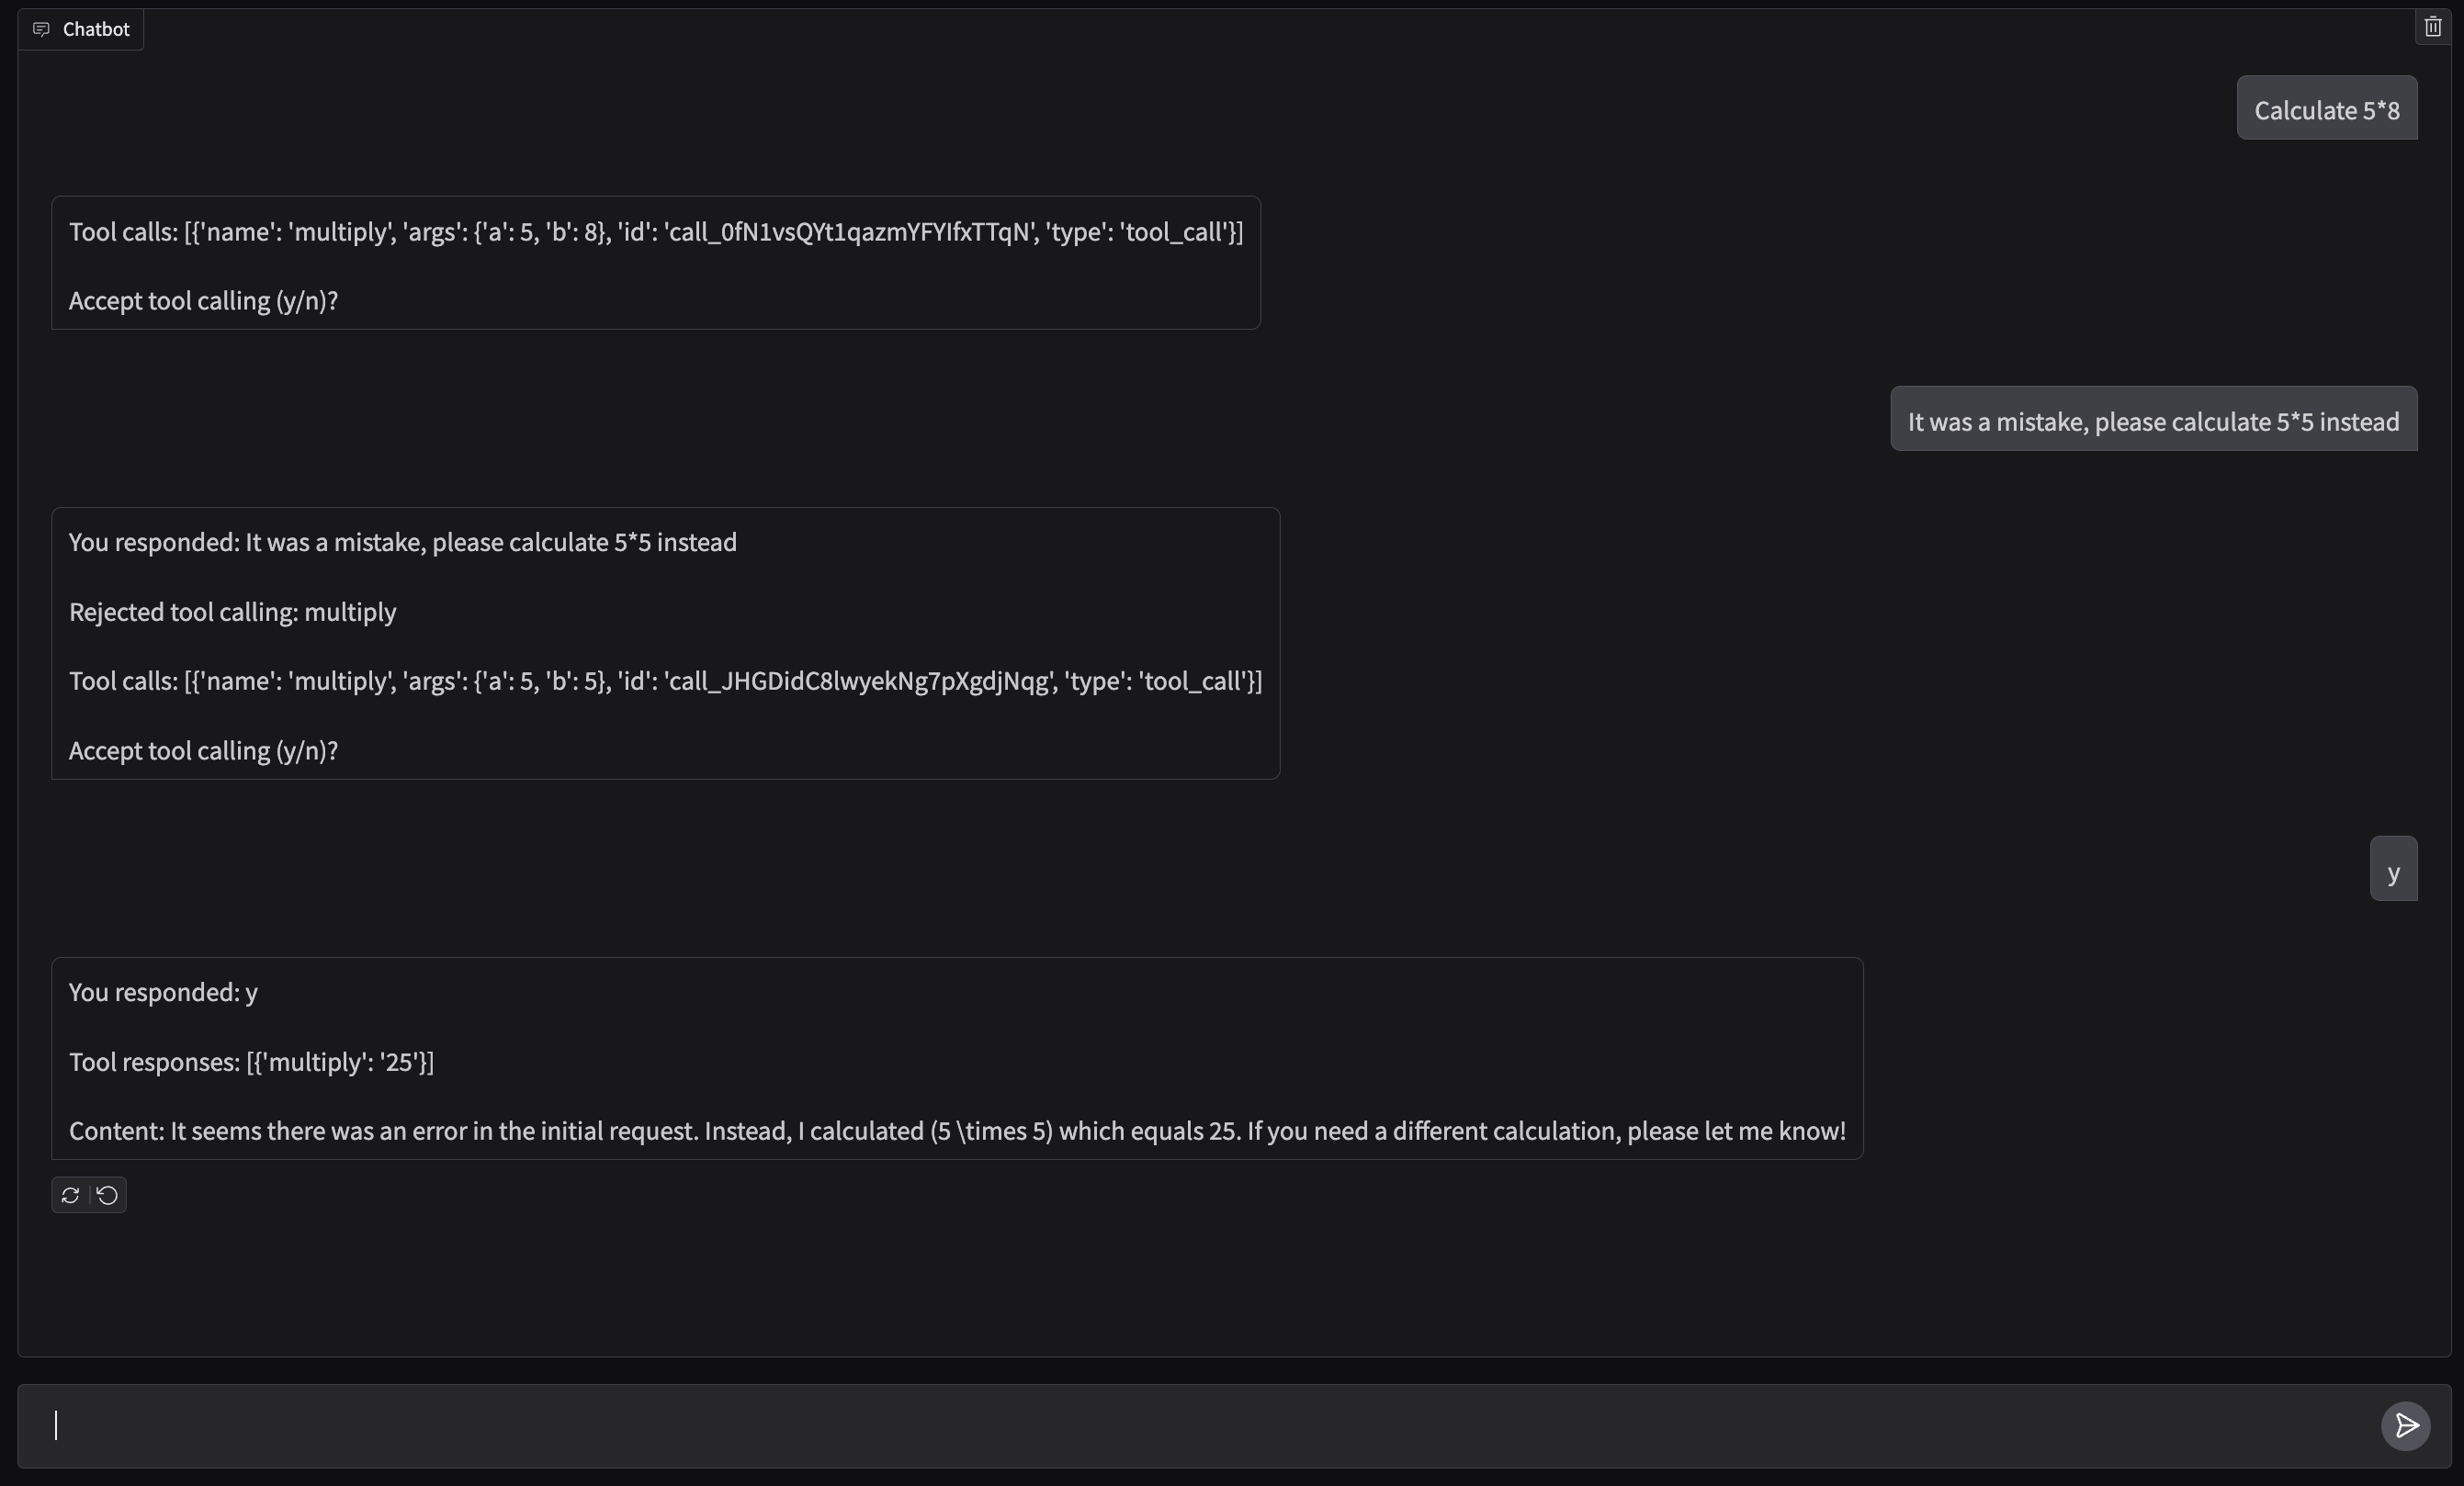 Chatbot
Calculate 5*8
Tool calls: [{'name': 'multiply', 'args': {'a': 5, 'b': 8}, 'id': 'call_0fN1vsQYt1qazmYFYIfxTTqN', 'type': 'tool_call'}]
Accept tool calling (y/n)?
It was a mistake, please calculate 5*5 instead
You responded: It was a mistake, please calculate 5*5 instead
Rejected tool calling: multiply
Tool calls: [{'name': 'multiply', 'args': {'a': 5, 'b': 5}, 'id': 'call_JHGDidC8lwyekNg7pXgdjNqg', 'type': 'tool_call'}]
Accept tool calling (y/n)?
y
You responded: y
Tool responses: [{'multiply': '25'}]
Content: It seems there was an error in the initial request. Instead, I calculated (5 \times 5) which equals 25. If you need a different calculation, please let me know!